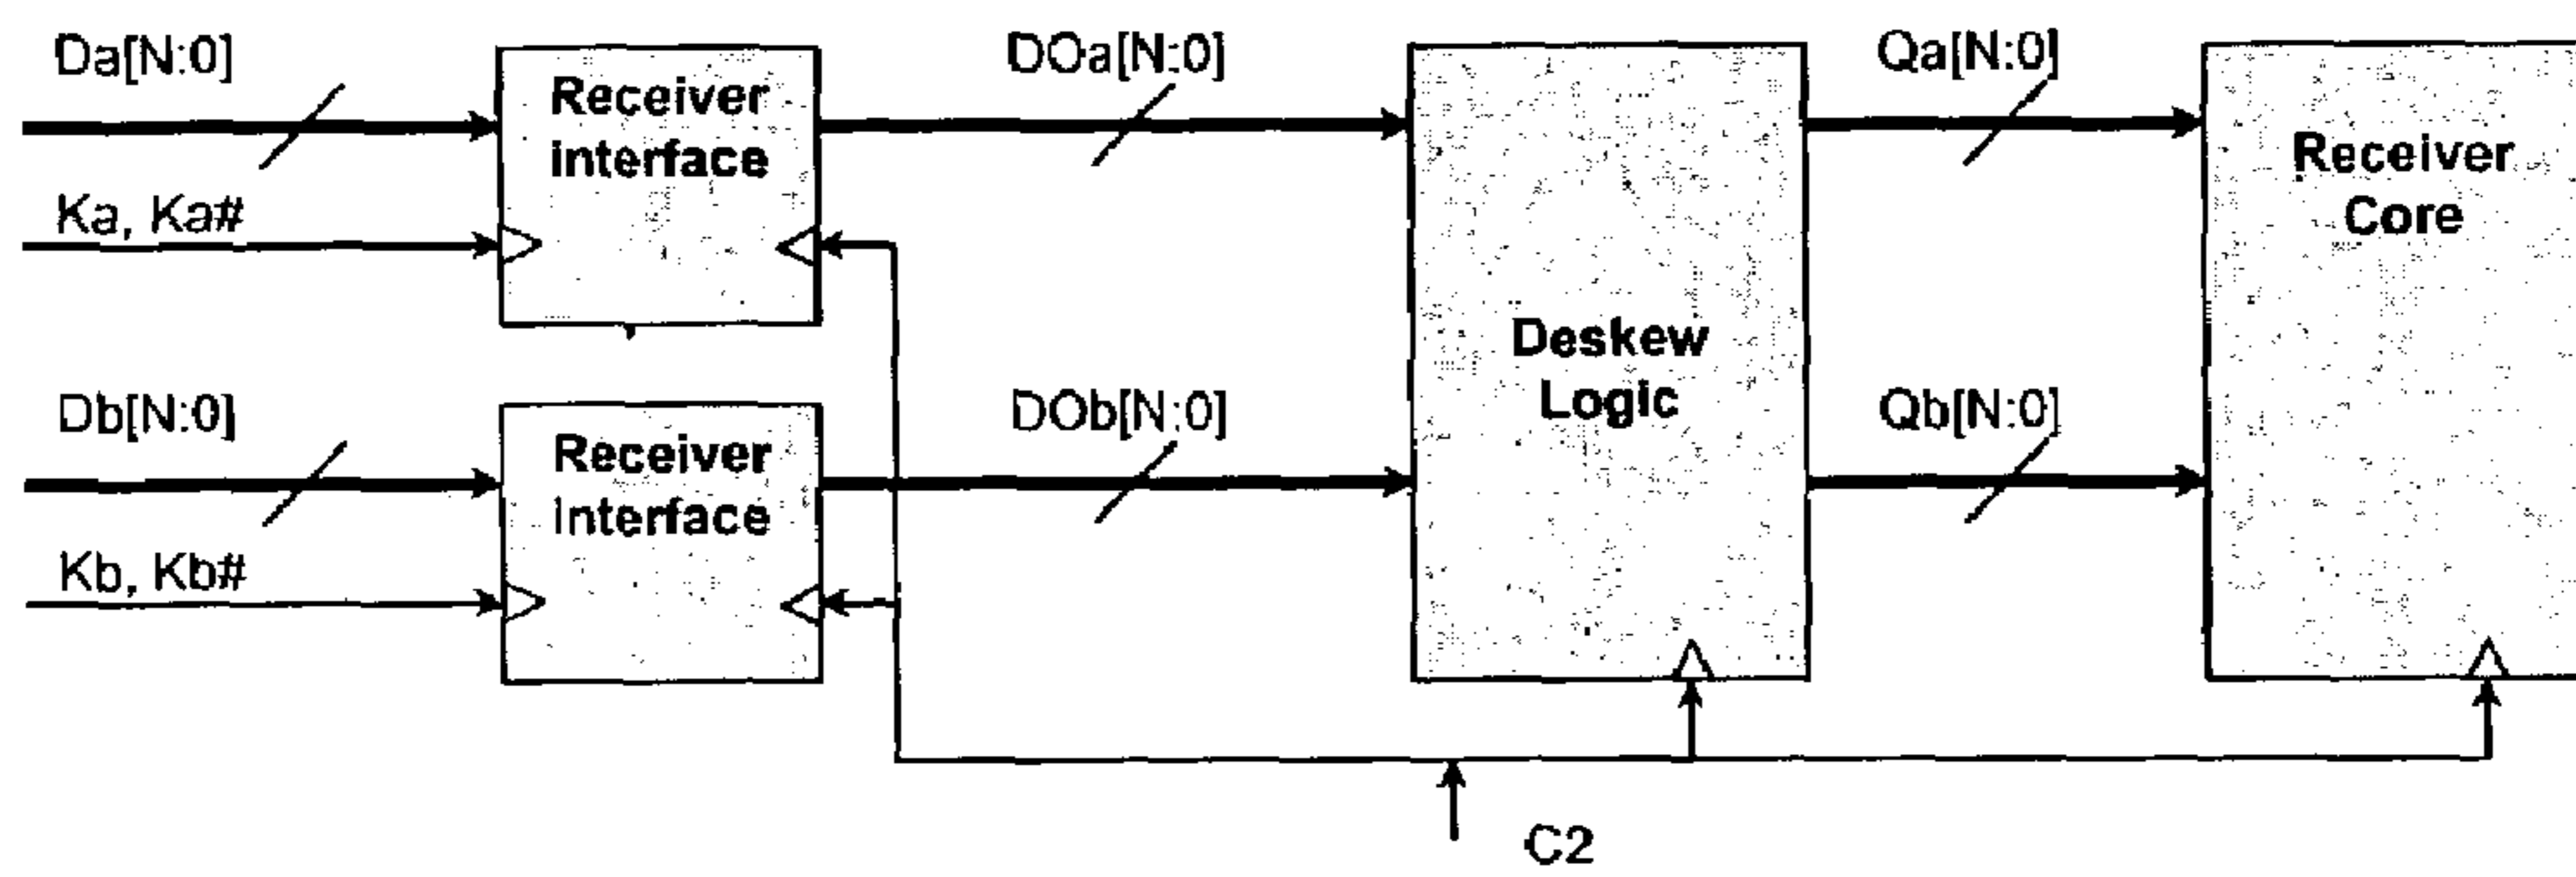 Da[N:0]
Receiver
interface
DOa[N:0]
Qa[N:0]
Receiver
Core
Ka, Ka#
Deskew
Logic
Db[N:0]
Receiver
Interface
DOb[N:0]
Qb[N:0]
Kb, Kb#
C2